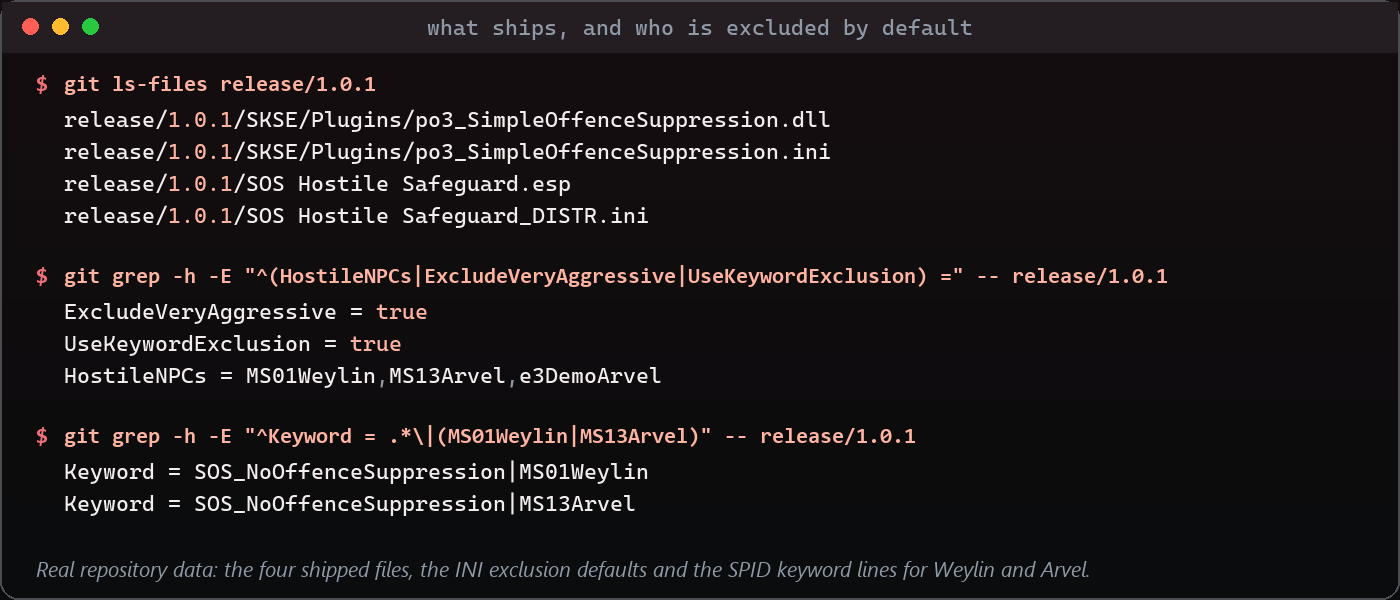 what ships, and who is excluded by default
$ git ls-files release/1.0.1
release/1.0.1/SKSE/Plugins/po3_SimpleOffenceSuppression.dll
release/1.0.1/SKSE/Plugins/po3_SimpleOffenceSuppression.ini
release/1.0.1/SOS Hostile Safeguard.esp
release/1.0.1/SOS Hostile Safeguard_DISTR.ini
$ git grep -h -E "^(HostileNPCs|ExcludeVeryAggressive|UseKeywordExclusion) =" -- release/1.0.1
ExcludeVeryAggressive = true
UseKeywordExclusion = true
HostileNPCs = MS01Weylin,MS13Arvel,e3DemoArvel
$ git grep -h -E "^Keyword = .*\|(MS01Weylin|MS13Arvel)" -- release/1.0.1
Keyword = SOS_NoOffenceSuppression|MS01Weylin
Keyword = SOS_NoOffenceSuppression|MS13Arvel
Real repository data: the four shipped files, the INI exclusion defaults and the SPID keyword lines for Weylin and Arvel.